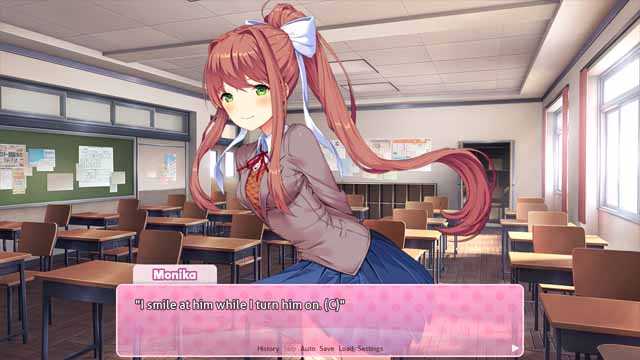 Monika
"I smile at him while I turn him on. (C)"
History Skip Auto Save Load Settings